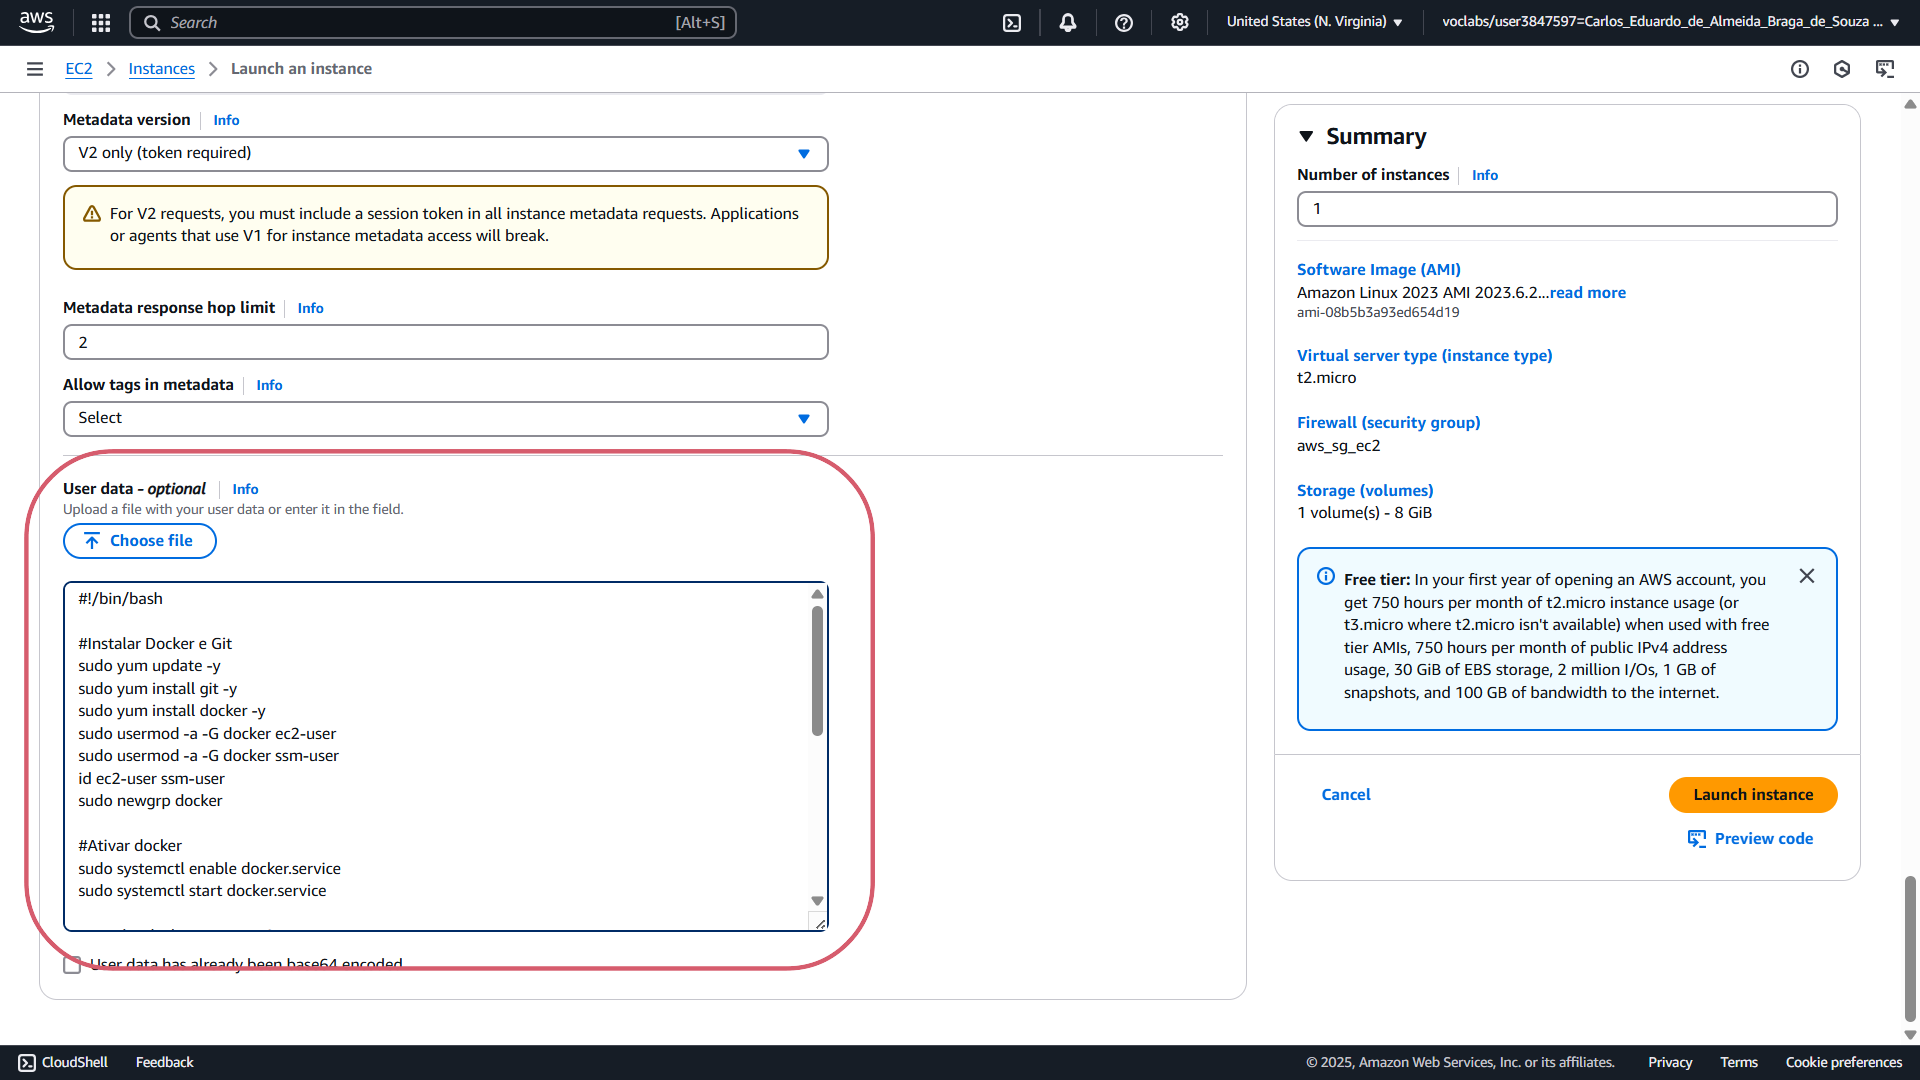 aws
Search
[Alt+S]
United States (N. Virginia)
voclabs/user3847597=Carlos_Eduardo_de_Almeida_Braga_de_Souza ...
EC2
Instances
Launch an instance
Metadata version
Info
V2 only (token required)
For V2 requests, you must include a session token in all instance metadata requests. Applications
or agents that use V1 for instance metadata access will break.
Metadata response hop limit
Info
2
Allow tags in metadata
Info
Select
User data - optional
Info
Upload a file with your user data or enter it in the field.
Choose file
#!/bin/bash
#Instalar Docker e Git
sudo yum update -y
sudo yum install git -y
sudo yum install docker -y
sudo usermod -a -G docker ec2-user
sudo usermod -a -G docker ssm-user
id ec2-user ssm-user
sudo newgrp docker
#Ativar docker
sudo systemctl enable docker.service
sudo systemctl start docker.service
User data has already been base64 encoded
Summary
Number of instances
Info
1
Software Image (AMI)
Amazon Linux 2023 AMI 2023.6.2...read more
ami-08b5b3a93ed654d19
Virtual server type (instance type)
t2.micro
Firewall (security group)
aws_sg_ec2
Storage (volumes)
1 volume(s) - 8 GiB
Free tier: In your first year of opening an AWS account, you
get 750 hours per month of t2.micro instance usage (or
t3.micro where t2.micro isn't available) when used with free
tier AMIs, 750 hours per month of public IPv4 address
usage, 30 GiB of EBS storage, 2 million I/Os, 1 GB of
snapshots, and 100 GB of bandwidth to the internet.
Cancel
Launch instance
Preview code
CloudShell
Feedback
© 2025, Amazon Web Services, Inc. or its affiliates.
Privacy
Terms
Cookie preferences